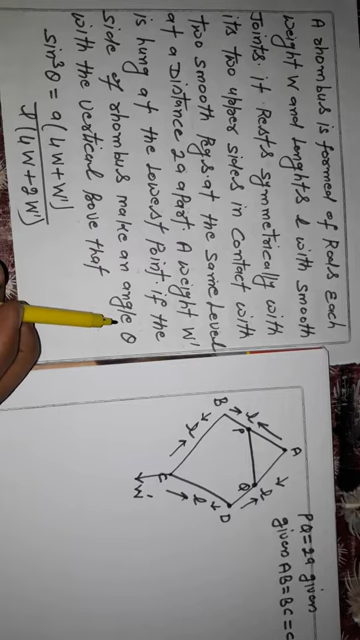 A rhombus is formed of Rods each
weight W and lenghts l with smooth
Joints. it Rests symmetrically with
its two upper sides in contact with
two smooth Pegs at the same level
at a Distance 2a apart. A weight W'
is hung at the lowest Point. if the
side of rhombus make an angle θ
with the vertical Prove that
sin³θ = a(4W+W')
l(4W+2W')
PQ=2a given
given AB=BC=C
A
l
P
Q
l
B
l
l
D
C
W'